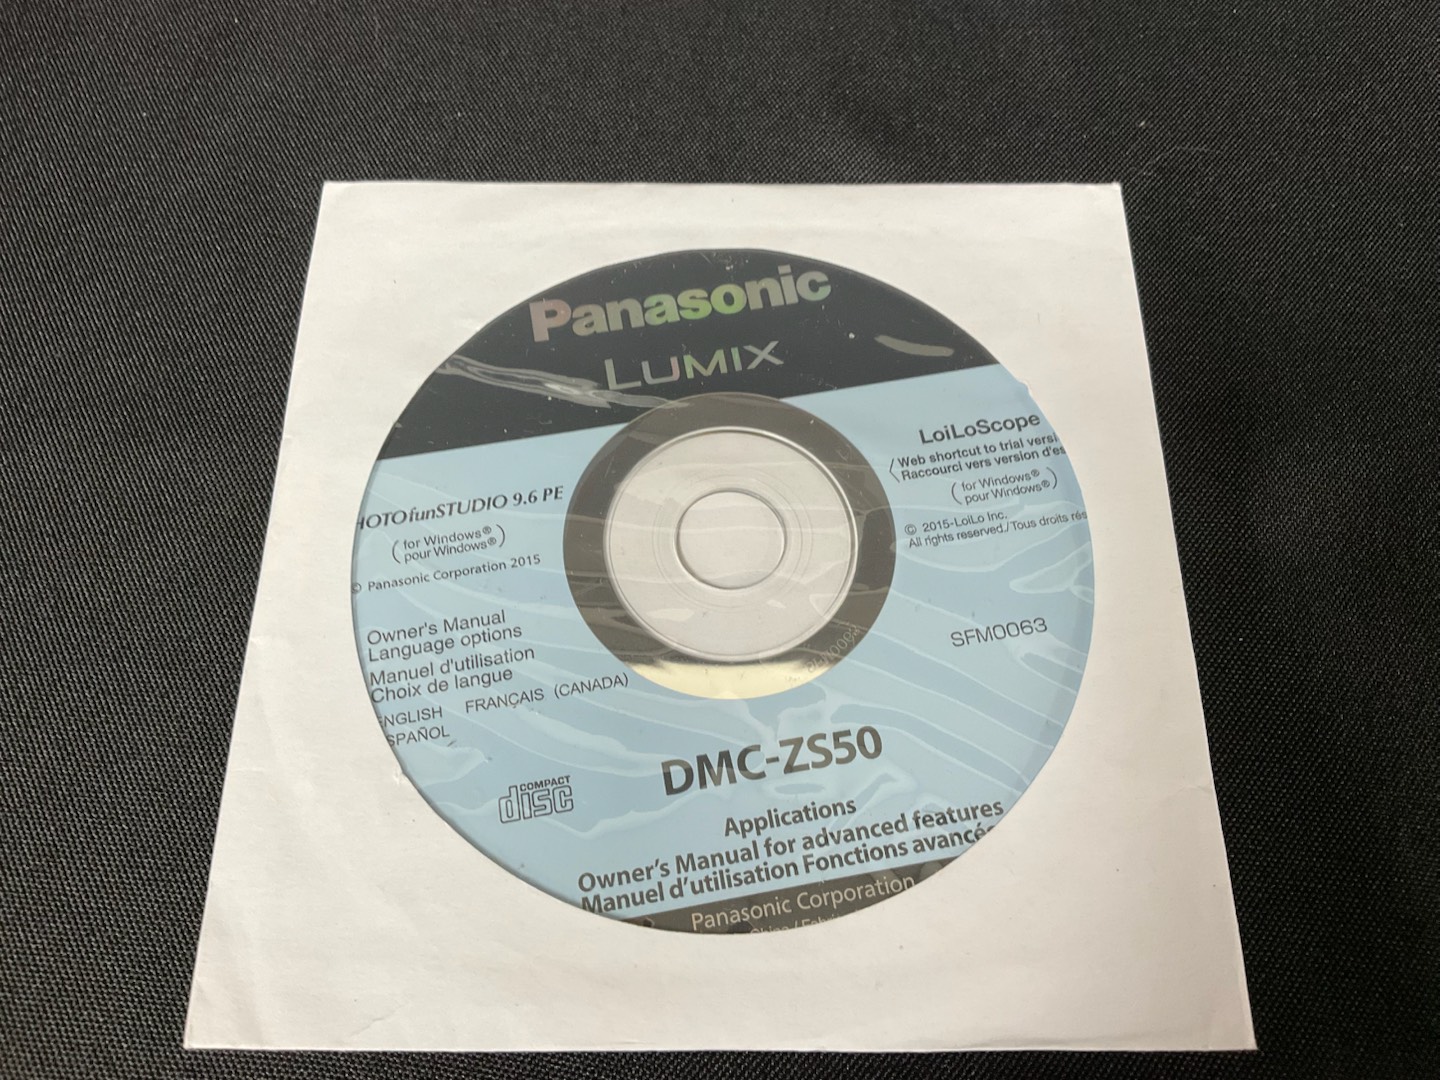 Panasonic
LUMIX
HOTOfunSTUDIO 9.6 PE
(for Windows®
pour Windows®)
© Panasonic Corporation 2015
Owner's Manual
Language options
Manuel d'utilisation
Choix de langue
ENGLISH FRANÇAIS (CANADA)
SPAÑOL
COMPACT
disc
LoiLoScope
Web shortcut to trial versi
Raccourci vers version d'es
(for Windows®
pour Windows®)
© 2015-LoiLo Inc.
All rights reserved./Tous droits rés
SFM0063
DMC-ZS50
Applications
Owner's Manual for advanced features
Manuel d'utilisation Fonctions avancées
Panasonic Corporation